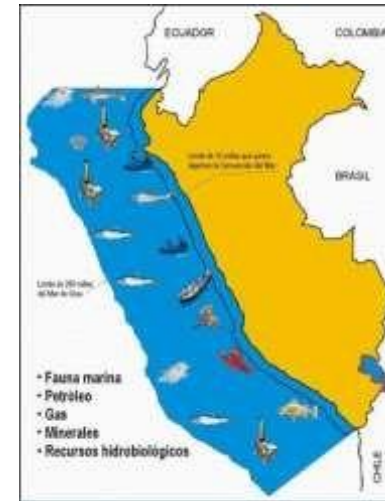 ECUADOR
COLOMBIA
BRASIL
Límite de 200 millas,
del Mar de Grau
• Fauna marina
• Petróleo
• Gas
• Minerales
• Recursos hidrobiológicos
CHILE